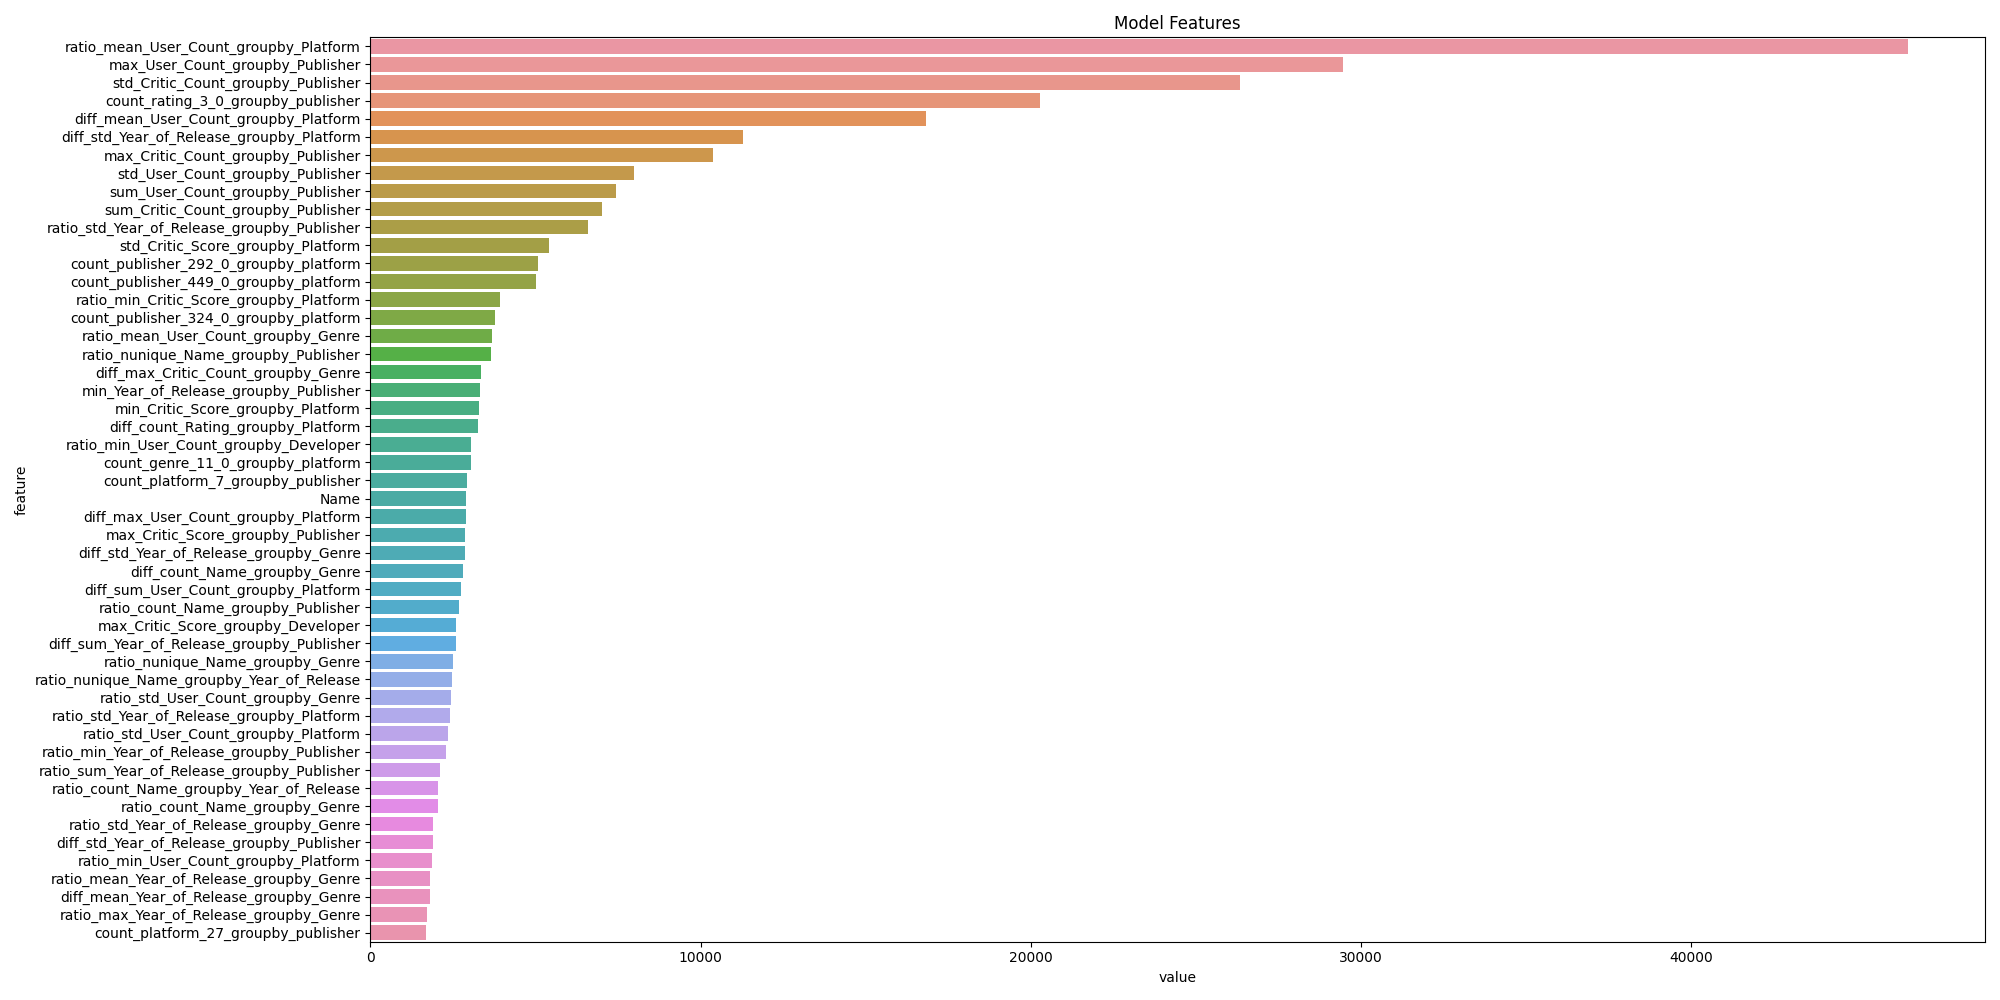 Model Features
ratio_mean_User_Count_groupby_Platform
max_User_Count_groupby_Publisher
std_Critic_Count_groupby_Publisher
count_rating_3_0_groupby_publisher
diff_mean_User_Count_groupby_Platform
diff_std_Year_of_Release_groupby_Platform
max_Critic_Count_groupby_Publisher
std_User_Count_groupby_Publisher
sum_User_Count_groupby_Publisher
sum_Critic_Count_groupby_Publisher
ratio_std_Year_of_Release_groupby_Publisher
std_Critic_Score_groupby_Platform
count_publisher_292_0_groupby_platform
count_publisher_449_0_groupby_platform
ratio_min_Critic_Score_groupby_Platform
count_publisher_324_0_groupby_platform
ratio_mean_User_Count_groupby_Genre
ratio_nunique_Name_groupby_Publisher
diff_max_Critic_Count_groupby_Genre
min_Year_of_Release_groupby_Publisher
min_Critic_Score_groupby_Platform
diff_count_Rating_groupby_Platform
ratio_min_User_Count_groupby_Developer
count_genre_11_0_groupby_platform
count_platform_7_groupby_publisher
Name
diff_max_User_Count_groupby_Platform
max_Critic_Score_groupby_Publisher
diff_std_Year_of_Release_groupby_Genre
diff_count_Name_groupby_Genre
diff_sum_User_Count_groupby_Platform
ratio_count_Name_groupby_Publisher
max_Critic_Score_groupby_Developer
diff_sum_Year_of_Release_groupby_Publisher
ratio_nunique_Name_groupby_Genre
ratio_nunique_Name_groupby_Year_of_Release
ratio_std_User_Count_groupby_Genre
ratio_std_Year_of_Release_groupby_Platform
ratio_std_User_Count_groupby_Platform
ratio_min_Year_of_Release_groupby_Publisher
ratio_sum_Year_of_Release_groupby_Publisher
ratio_count_Name_groupby_Year_of_Release
ratio_count_Name_groupby_Genre
ratio_std_Year_of_Release_groupby_Genre
diff_std_Year_of_Release_groupby_Publisher
ratio_min_User_Count_groupby_Platform
ratio_mean_Year_of_Release_groupby_Genre
diff_mean_Year_of_Release_groupby_Genre
ratio_max_Year_of_Release_groupby_Genre
count_platform_27_groupby_publisher
feature
0 10000 20000 30000 40000
value